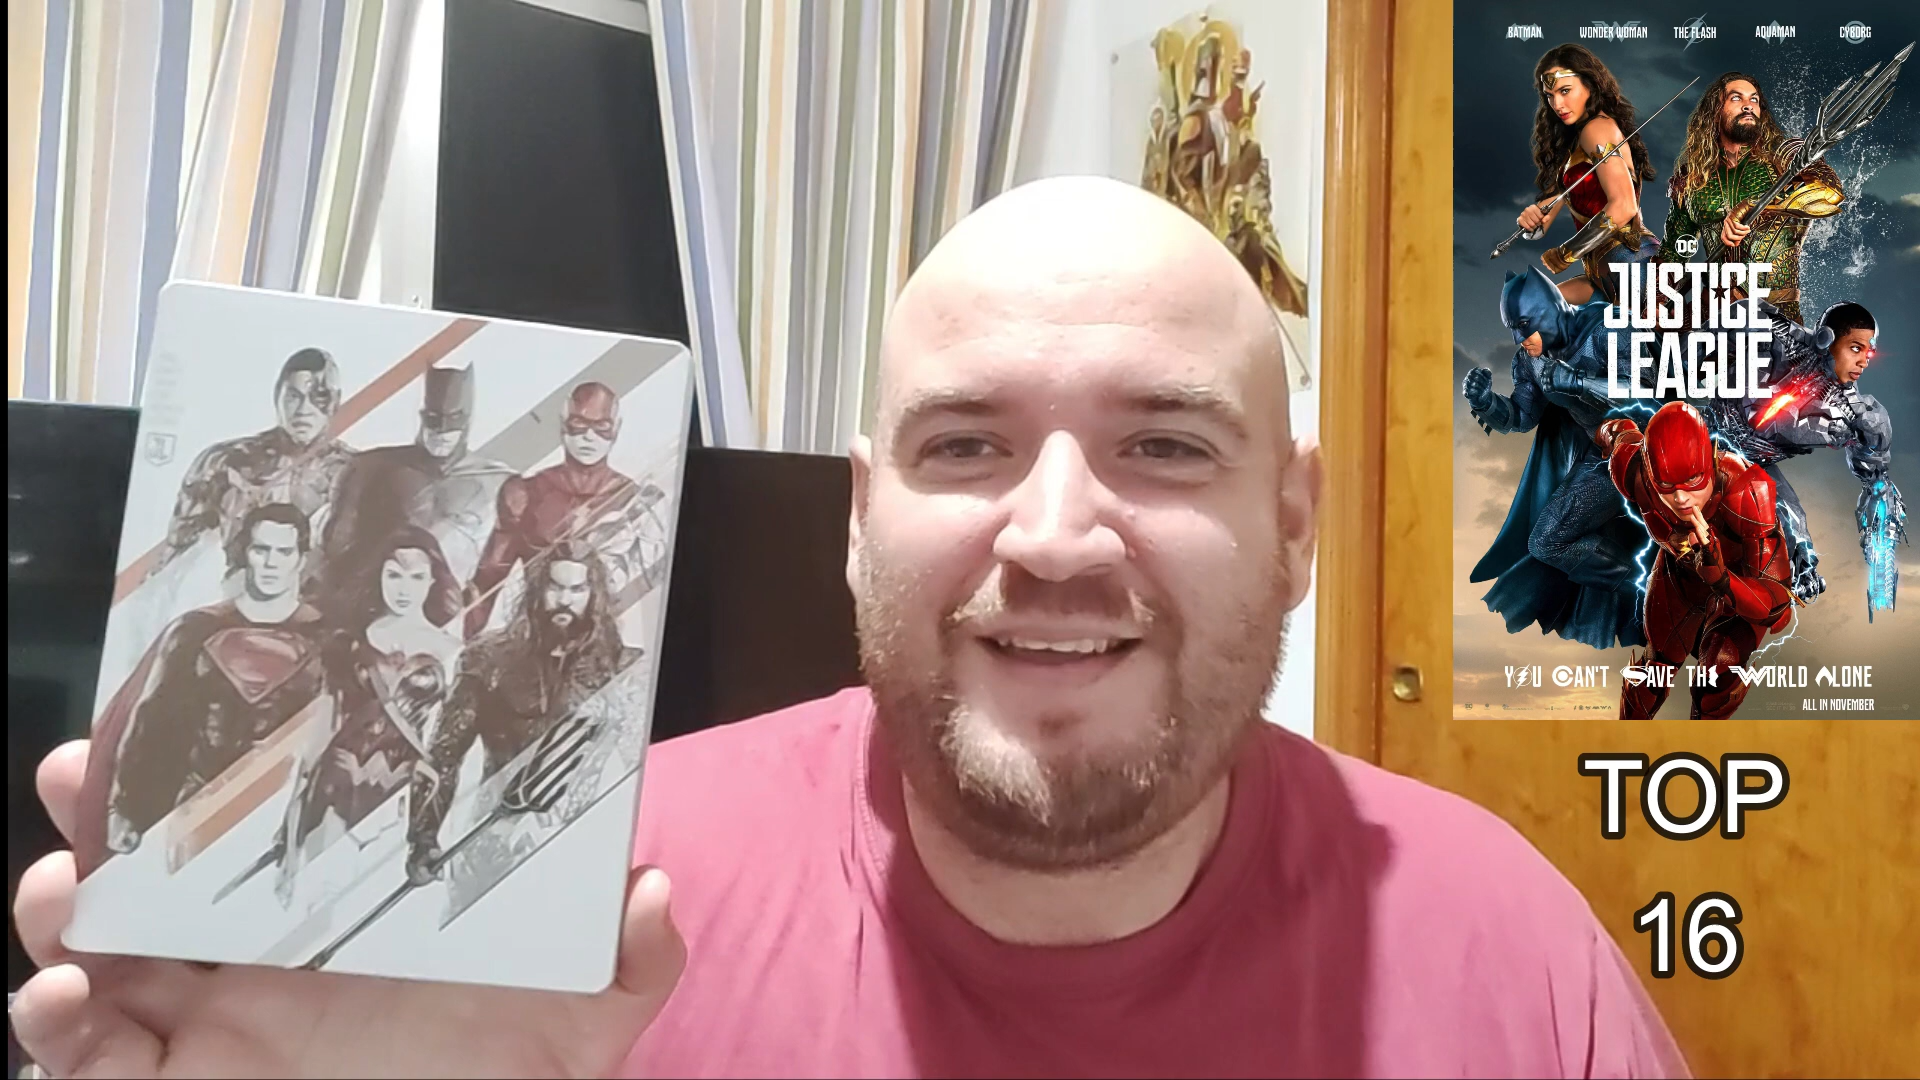 BATMAN
WONDER WOMAN
THE FLASH
AQUAMAN
CYBORG
DC
JUSTICE
LEAGUE
YOU CAN'T SAVE THE WORLD ALONE
ALL IN NOVEMBER
TOP
16